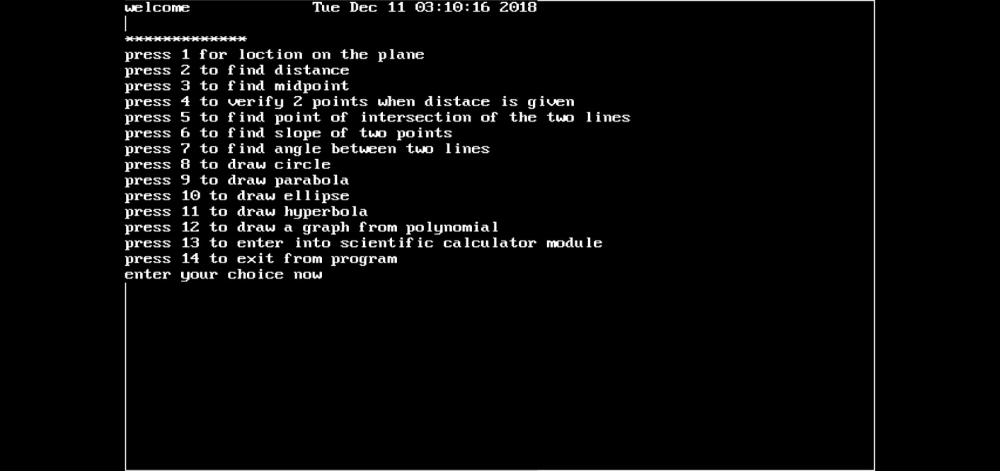 welcome Tue Dec 11 03:10:16 2018
*************
press 1 for loction on the plane
press 2 to find distance
press 3 to find midpoint
press 4 to verify 2 points when distace is given
press 5 to find point of intersection of the two lines
press 6 to find slope of two points
press 7 to find angle between two lines
press 8 to draw circle
press 9 to draw parabola
press 10 to draw ellipse
press 11 to draw hyperbola
press 12 to draw a graph from polynomial
press 13 to enter into scientific calculator module
press 14 to exit from program
enter your choice now